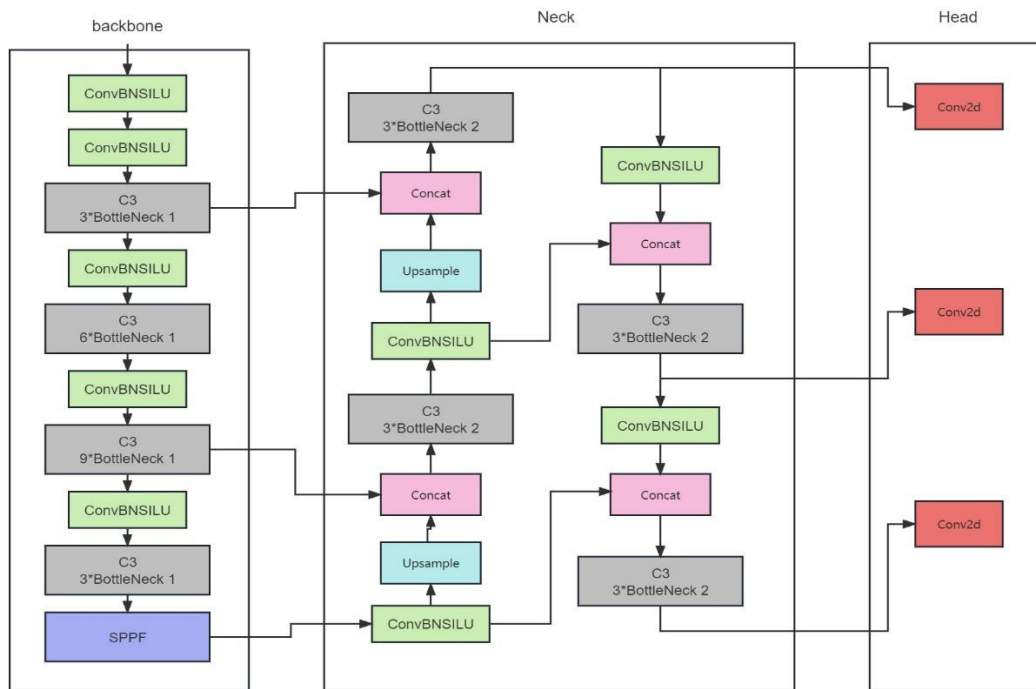 backbone
Neck
Head
ConvBNSILU
ConvBNSILU
C3
3*BottleNeck 1
ConvBNSILU
C3
6*BottleNeck 1
ConvBNSILU
C3
9*BottleNeck 1
ConvBNSILU
C3
3*BottleNeck 1
SPPF
C3
3*BottleNeck 2
Concat
Upsample
ConvBNSILU
C3
3*BottleNeck 2
Concat
Upsample
ConvBNSILU
ConvBNSILU
Concat
C3
3*BottleNeck 2
ConvBNSILU
Concat
C3
3*BottleNeck 2
Conv2d
Conv2d
Conv2d